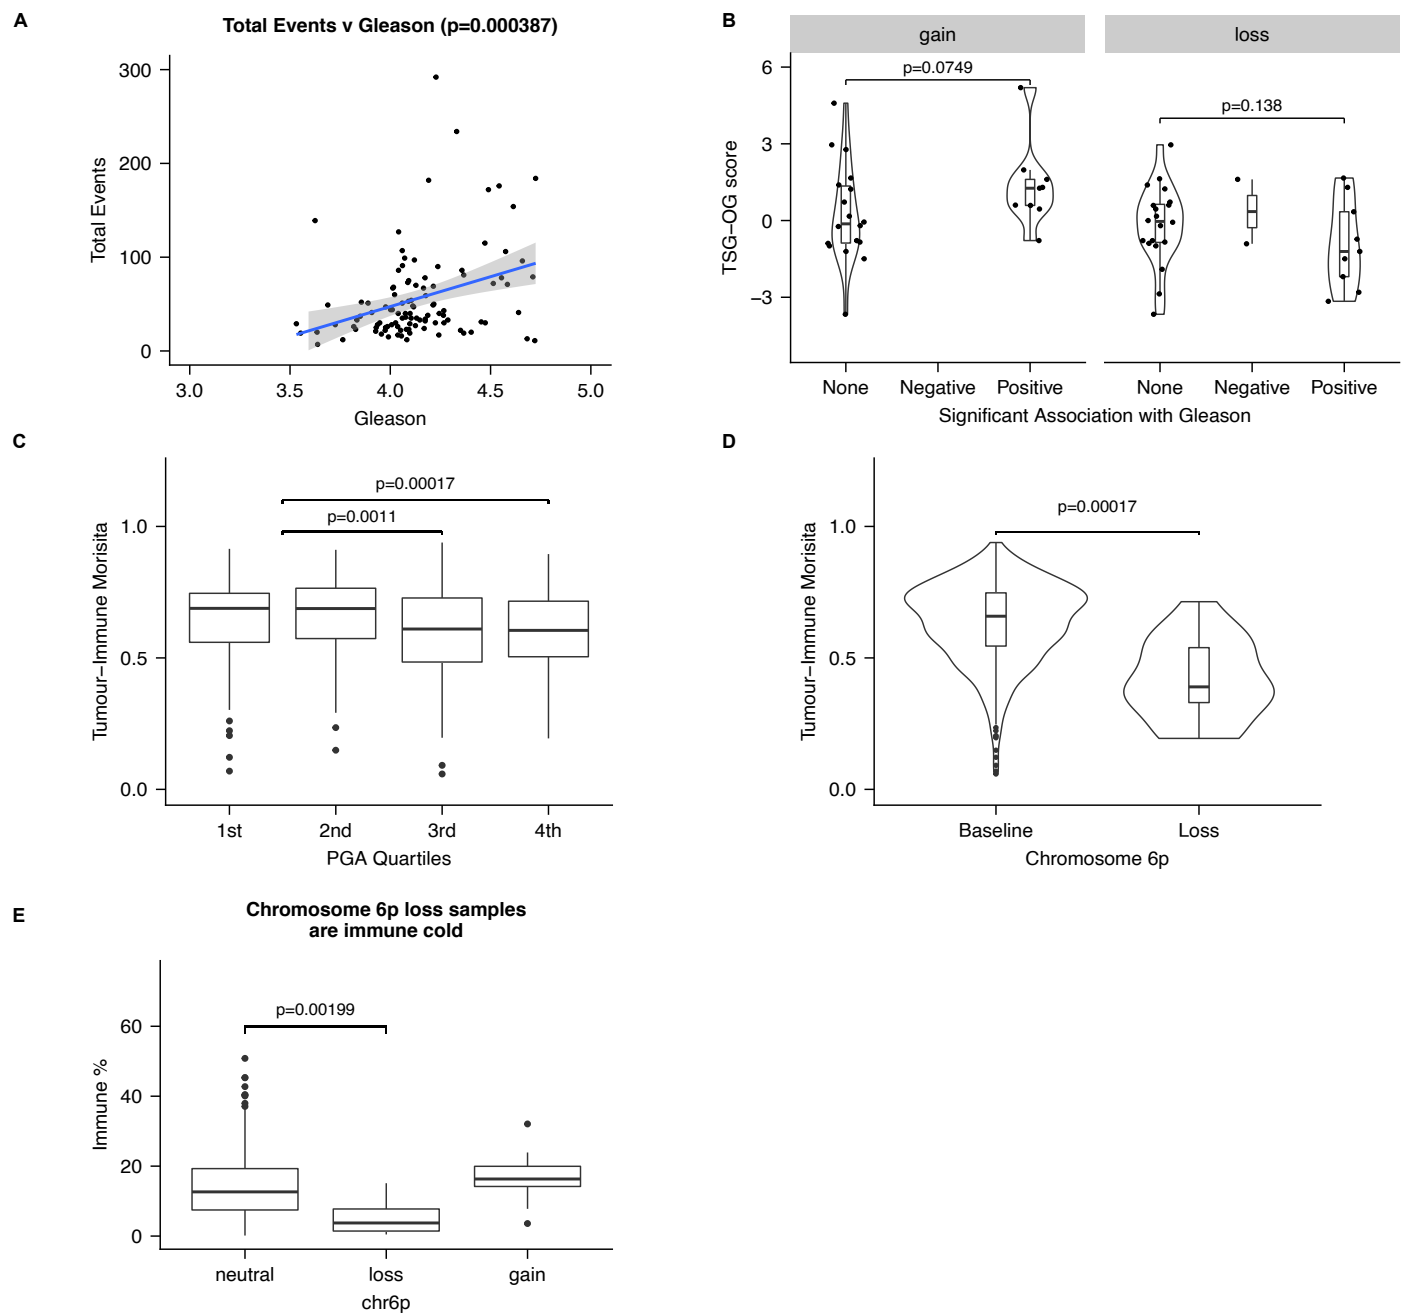 A
Total Events v Gleason (p=0.000387)
Total Events
300
200
100
0
3.0 3.5 4.0 4.5 5.0
Gleason
B
gain loss
TSG−OG score
6
3
0
−3
p=0.0749
p=0.138
None Negative Positive None Negative Positive
Significant Association with Gleason
C
Tumour−Immune Morisita
1.0
0.5
0.0
p=0.00017
p=0.0011
1st 2nd 3rd 4th
PGA Quartiles
D
Tumour−Immune Morisita
1.0
0.5
0.0
p=0.00017
Baseline Loss
Chromosome 6p
E
Chromosome 6p loss samples
are immune cold
Immune %
60
40
20
0
p=0.00199
neutral loss gain
chr6p